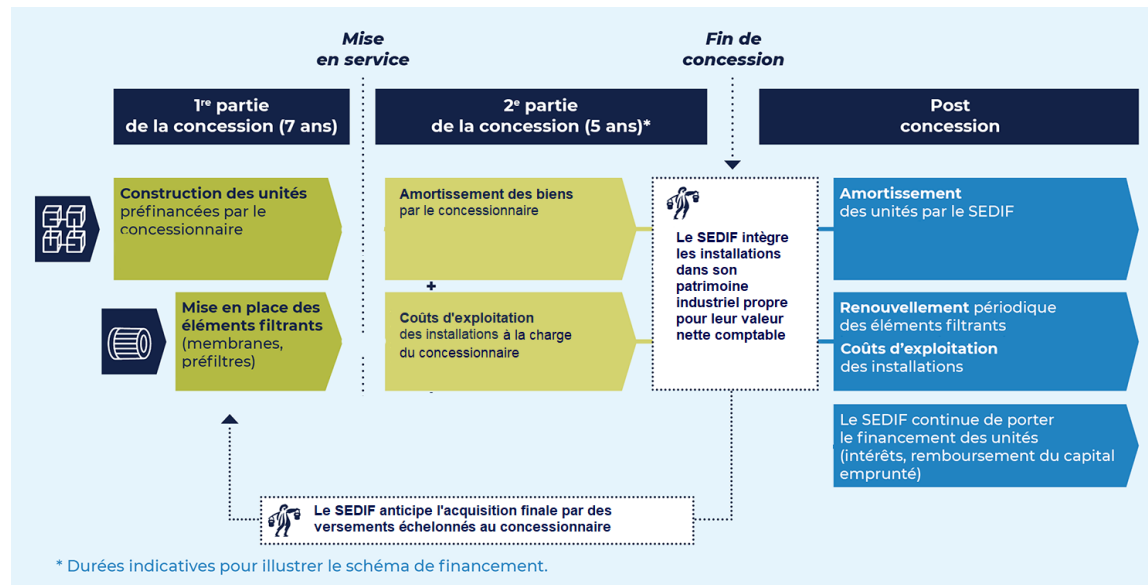 Mise
en service
Fin de
concession
1re partie
de la concession (7 ans)
2e partie
de la concession (5 ans)*
Post
concession
Construction des unités
préfinancées par le
concessionnaire
Amortissement des biens
par le concessionnaire
Le SEDIF intègre
les installations
dans son
patrimoine
industriel propre
pour leur valeur
nette comptable
Amortissement
des unités par le SEDIF
+
Mise en place des
éléments filtrants
(membranes,
préfiltres)
Coûts d'exploitation
des installations à la charge
du concessionnaire
Renouvellement périodique
des éléments filtrants
Coûts d’exploitation
des installations
Le SEDIF continue de porter
le financement des unités
(intérêts, remboursement du capital
emprunté)
Le SEDIF anticipe l'acquisition finale par des
versements échelonnés au concessionnaire
* Durées indicatives pour illustrer le schéma de financement.